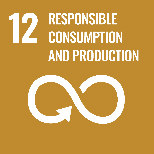 12 RESPONSIBLE
CONSUMPTION
AND PRODUCTION